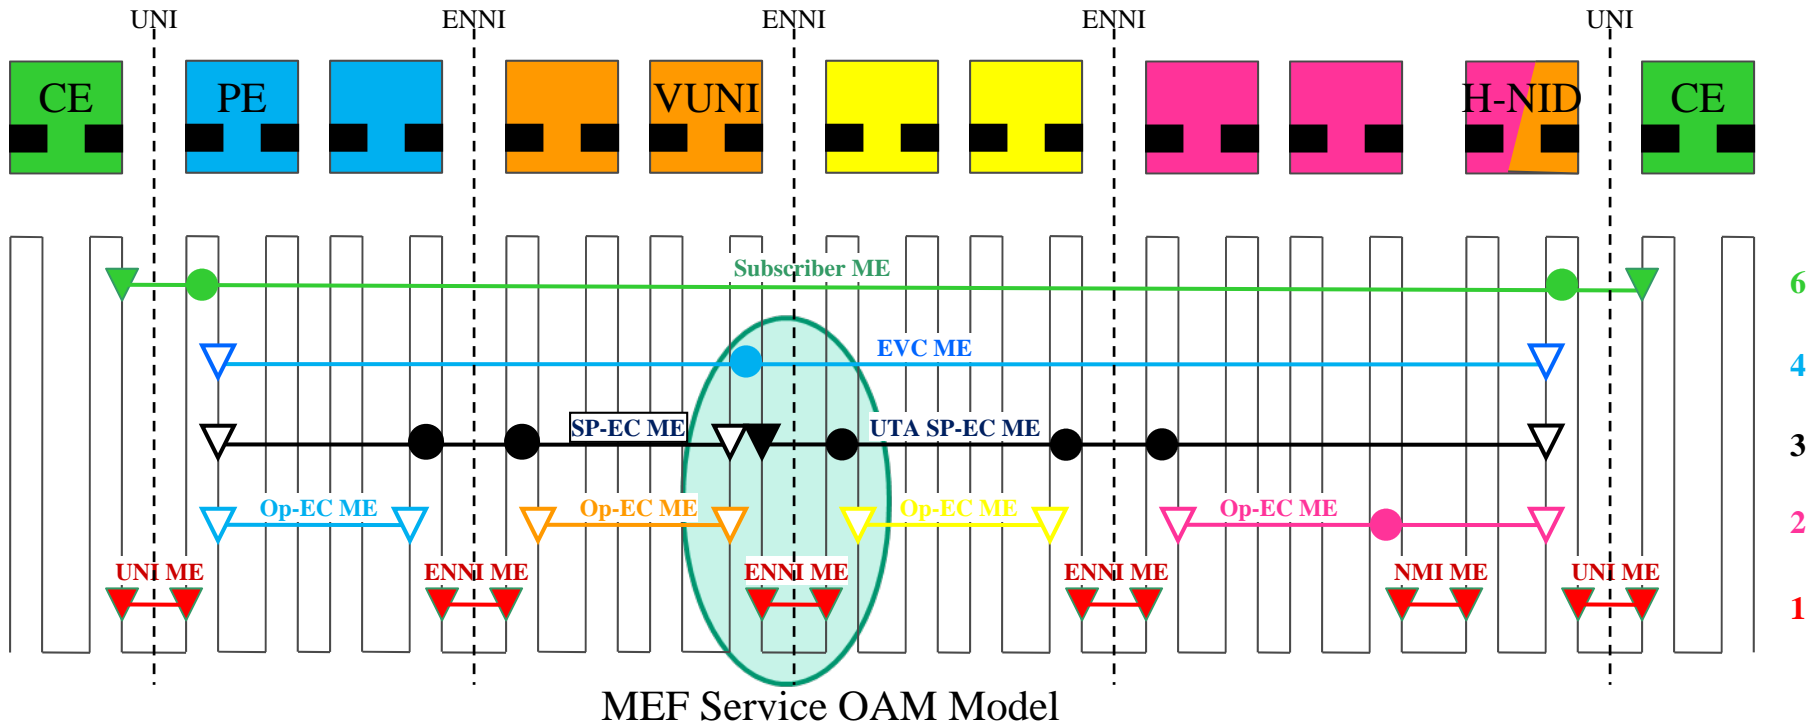 UNI ENNI ENNI ENNI UNI
CE PE VUNI H-NID CE
Subscriber ME 6
EVC ME 4
SP-EC ME UTA SP-EC ME 3
Op-EC ME Op-EC ME Op-EC ME Op-EC ME 2
UNI ME ENNI ME ENNI ME ENNI ME NMI ME UNI ME 1
MEF Service OAM Model